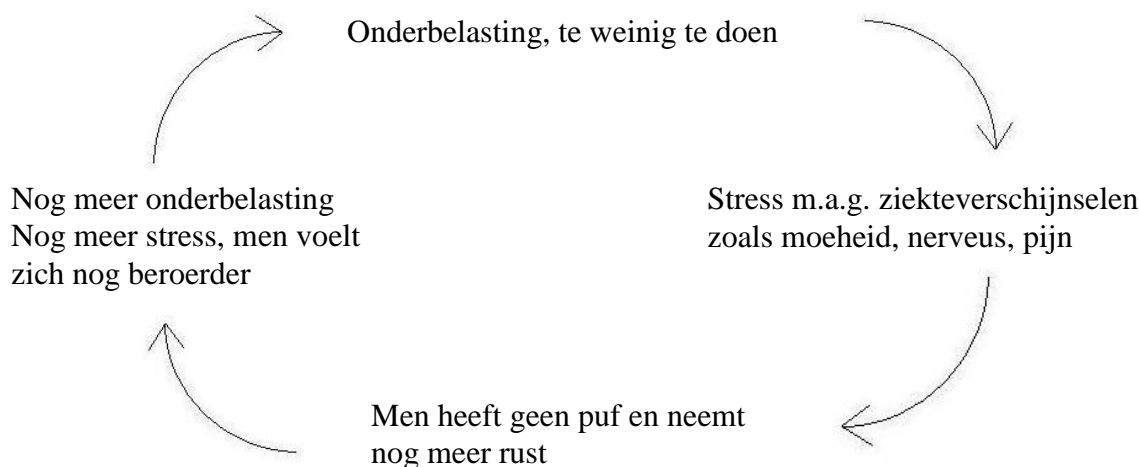 Onderbelasting, te weinig te doen
Stress m.a.g. ziekteverschijnselen
zoals moeheid, nerveus, pijn
Men heeft geen puf en neemt
nog meer rust
Nog meer onderbelasting
Nog meer stress, men voelt
zich nog beroerder